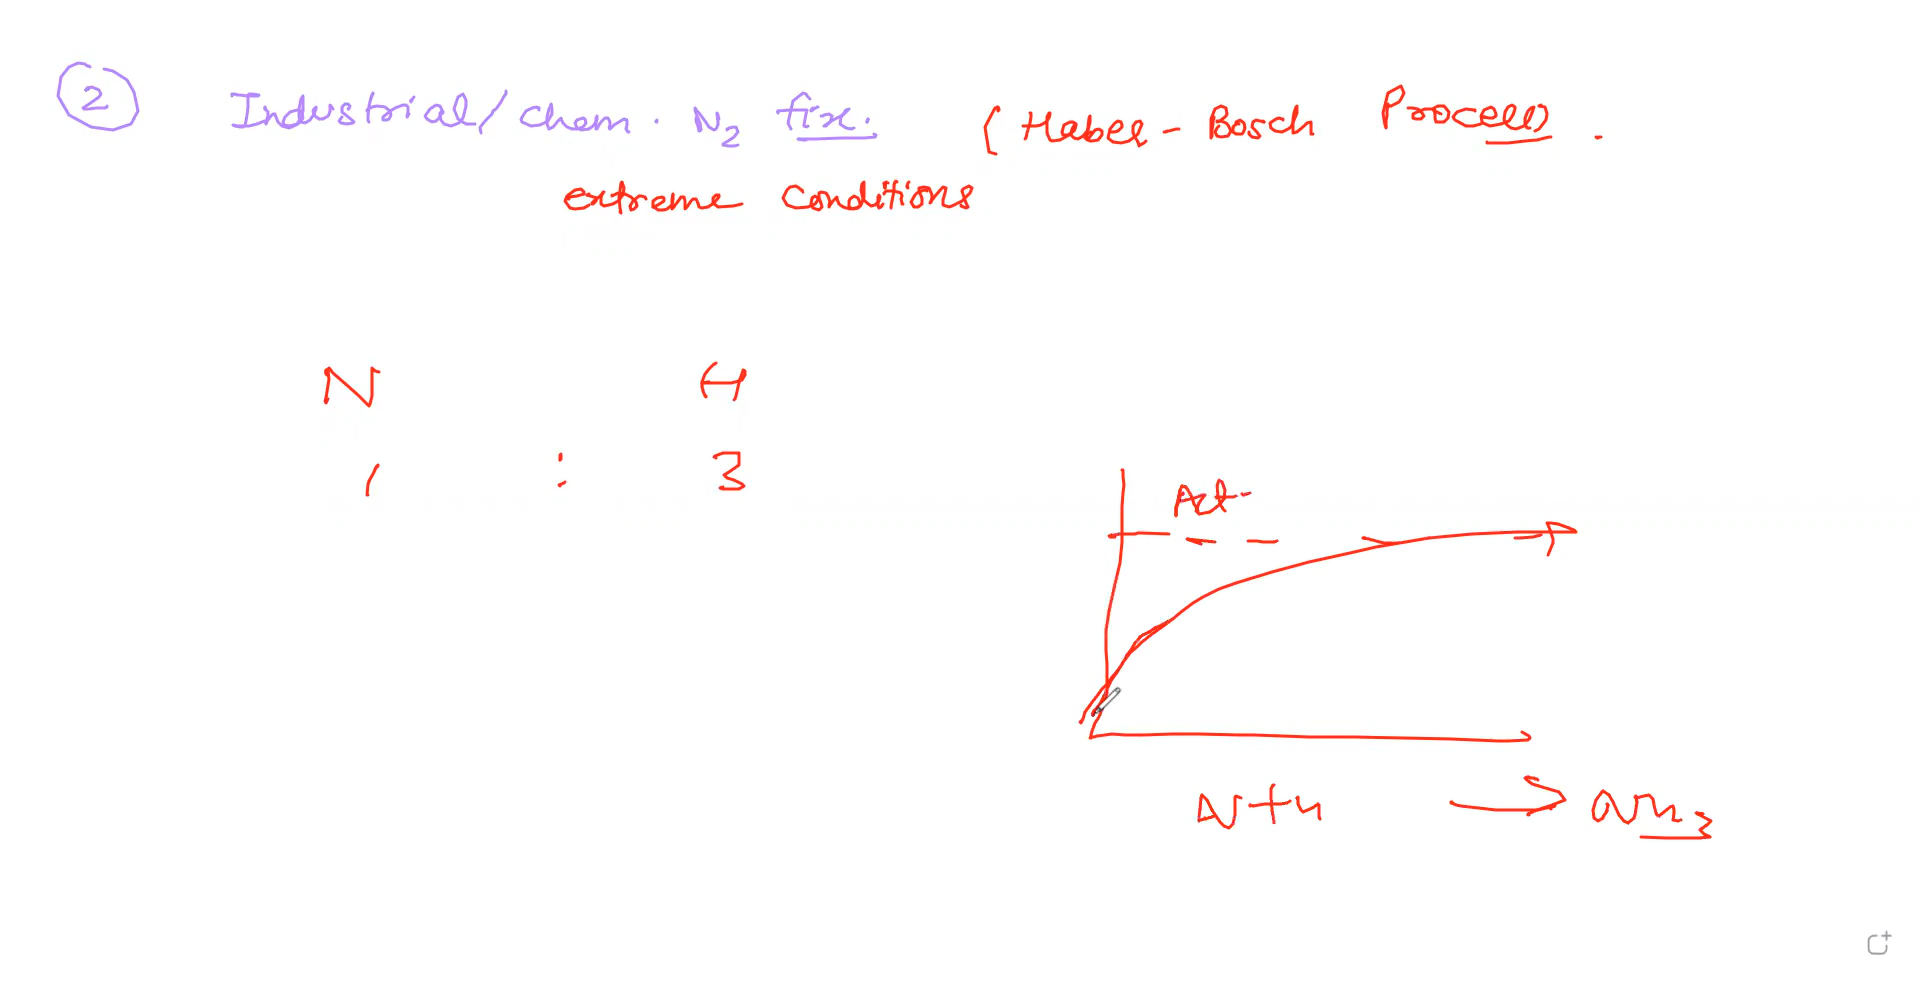 2 Industrial/chem. N2 fix. (Haber-Bosch Process.
extreme conditions
N H
1 : 3
Act.
N+H → NH3